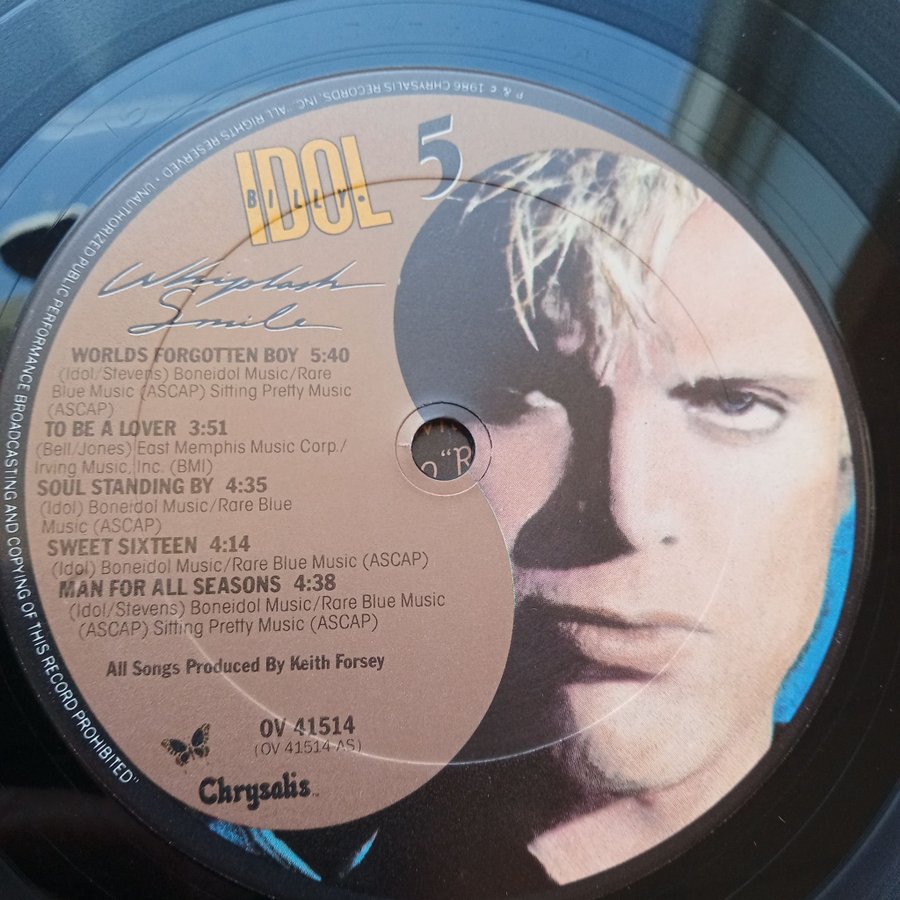 P & c 1986 CHRYSALIS RECORDS, INC. "ALL RIGHTS RESERVED • UNAUTHORIZED PUBLIC PERFORMANCE BROADCASTING AND COPYING OF THIS RECORD PROHIBITED"
IDOL
BILLY
5
Whiplash
Smile
WORLDS FORGOTTEN BOY 5:40
(Idol/Stevens) Boneidol Music/Rare
Blue Music (ASCAP) Sitting Pretty Music
(ASCAP)
TO BE A LOVER 3:51
(Bell/Jones) East Memphis Music Corp./
Irving Music, Inc. (BMI)
SOUL STANDING BY 4:35
(Idol) Boneidol Music/Rare Blue
Music (ASCAP)
SWEET SIXTEEN 4:14
(Idol) Boneidol Music/Rare Blue Music (ASCAP)
MAN FOR ALL SEASONS 4:38
(Idol/Stevens) Boneidol Music/Rare Blue Music
(ASCAP) Sitting Pretty Music (ASCAP)
All Songs Produced By Keith Forsey
OV 41514
(OV 41514-AS)
Chrysalis™